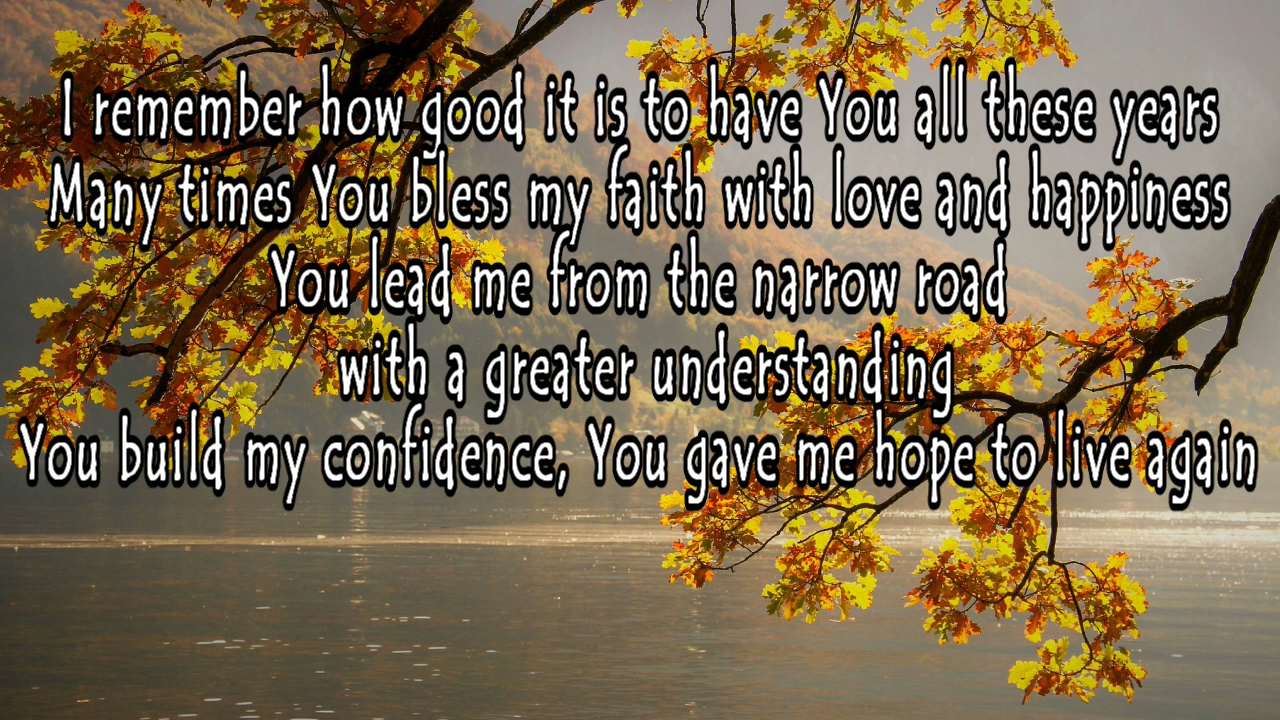 I remember how good it is to have You all these years
Many times You bless my faith with love and happiness
You lead me from the narrow road
with a greater understanding
You build my confidence, You gave me hope to live again